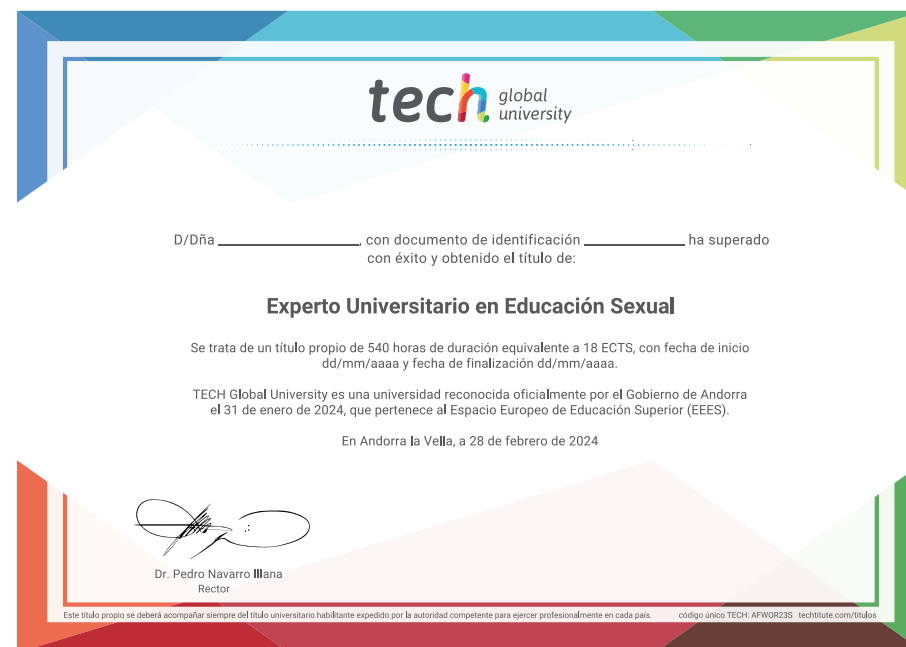 tech global university
D/Dña ____________________, con documento de identificación ______________ ha superado
con éxito y obtenido el título de:
Experto Universitario en Educación Sexual
Se trata de un título propio de 540 horas de duración equivalente a 18 ECTS, con fecha de inicio
dd/mm/aaaa y fecha de finalización dd/mm/aaaa.
TECH Global University es una universidad reconocida oficialmente por el Gobierno de Andorra
el 31 de enero de 2024, que pertenece al Espacio Europeo de Educación Superior (EEES).
En Andorra la Vella, a 28 de febrero de 2024
Dr. Pedro Navarro Illana
Rector
Este título propio se deberá acompañar siempre del título universitario habilitante expedido por la autoridad competente para ejercer profesionalmente en cada país. código único TECH: AFWOR23S techtitute.com/titulos